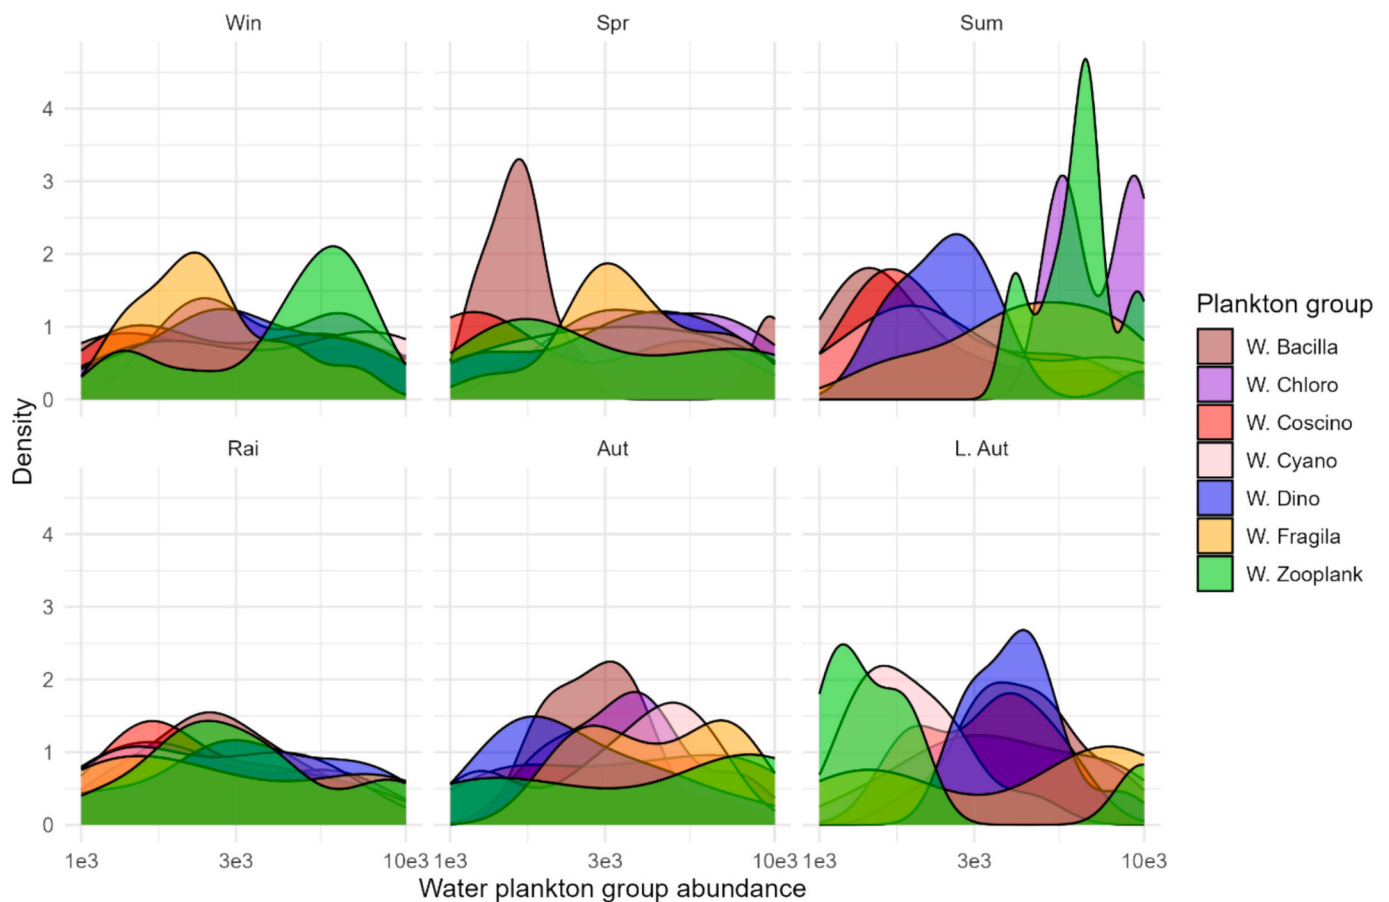 Win Spr Sum
4
3
2
1
0
Plankton group
W. Bacilla
W. Chloro
W. Coscino
W. Cyano
W. Dino
W. Fragila
W. Zooplank
Density
Rai Aut L. Aut
4
3
2
1
0
1e3 3e3 10e3 1e3 3e3 10e3 1e3 3e3 10e3
Water plankton group abundance